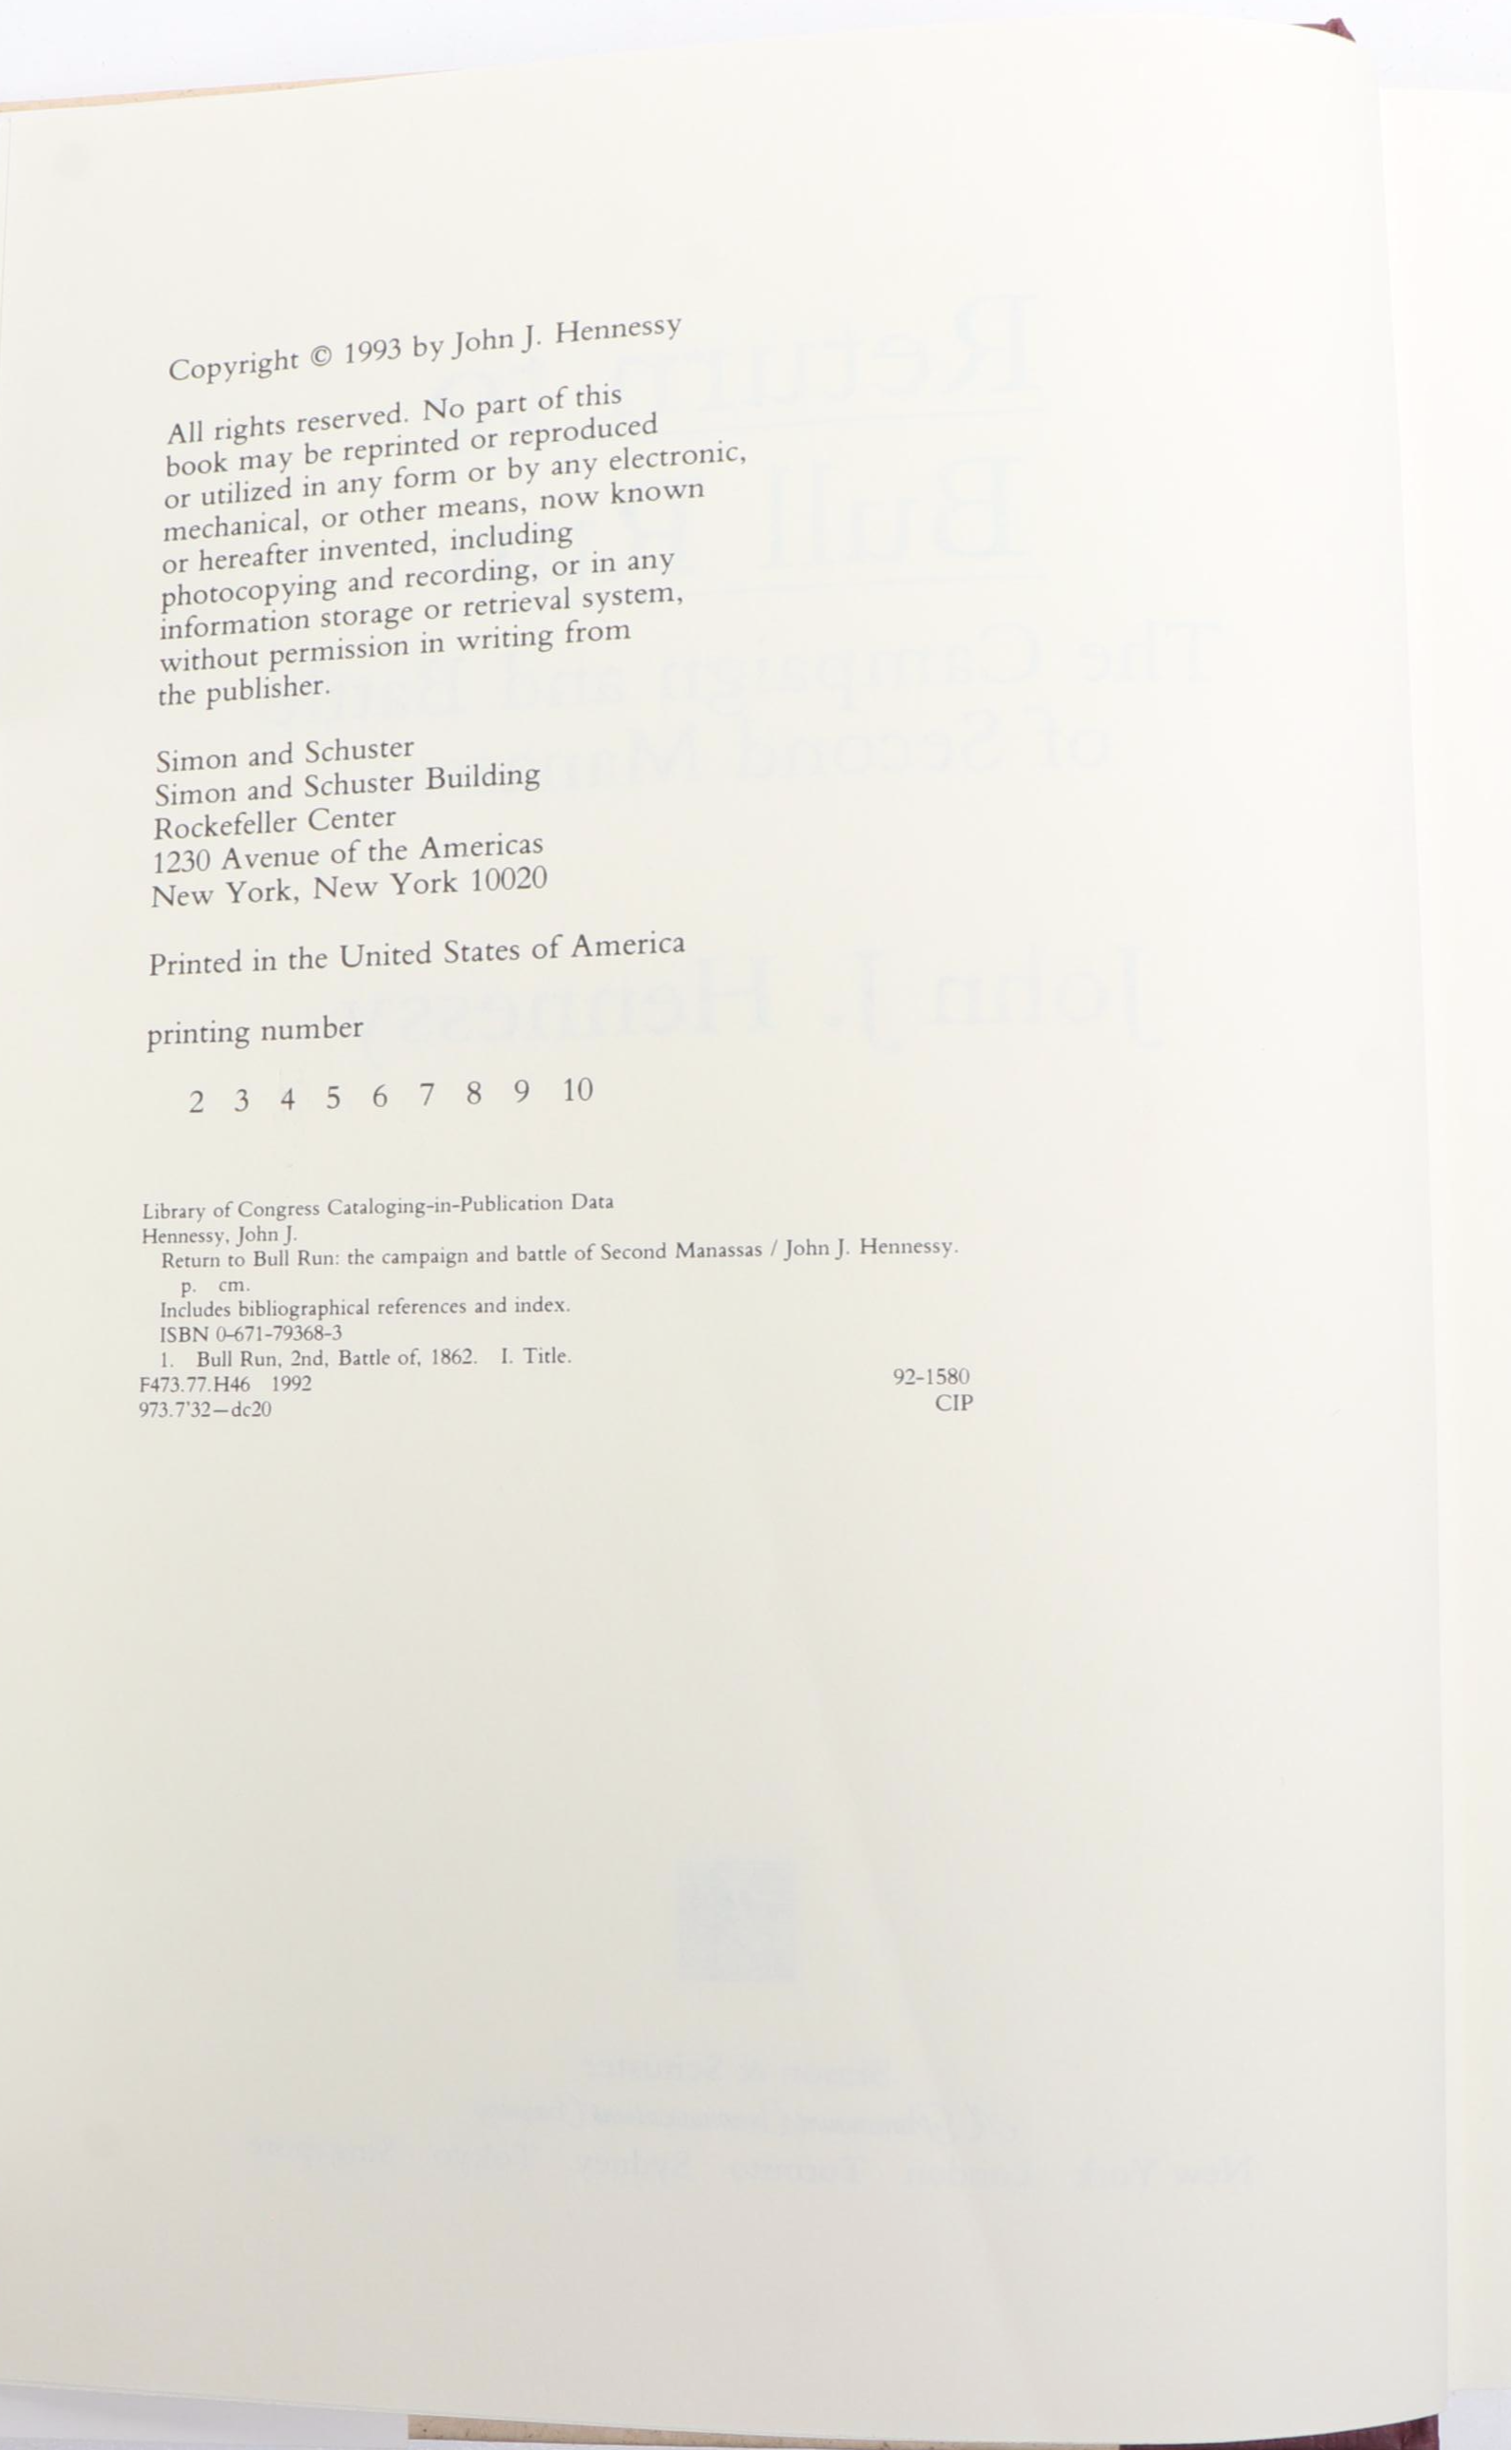 Copyright © 1993 by John J. Hennessy
All rights reserved. No part of this
book may be reprinted or reproduced
or utilized in any form or by any electronic,
mechanical, or other means, now known
or hereafter invented, including
photocopying and recording, or in any
information storage or retrieval system,
without permission in writing from
the publisher.
Simon and Schuster
Simon and Schuster Building
Rockefeller Center
1230 Avenue of the Americas
New York, New York 10020
Printed in the United States of America
printing number
2 3 4 5 6 7 8 9 10
Library of Congress Cataloging-in-Publication Data
Hennessy, John J.
Return to Bull Run: the campaign and battle of Second Manassas / John J. Hennessy.
p. cm.
Includes bibliographical references and index.
ISBN 0-671-79368-3
1. Bull Run, 2nd, Battle of, 1862. I. Title.
F473.77.H46 1992
92-1580
973.7'32—dc20
CIP